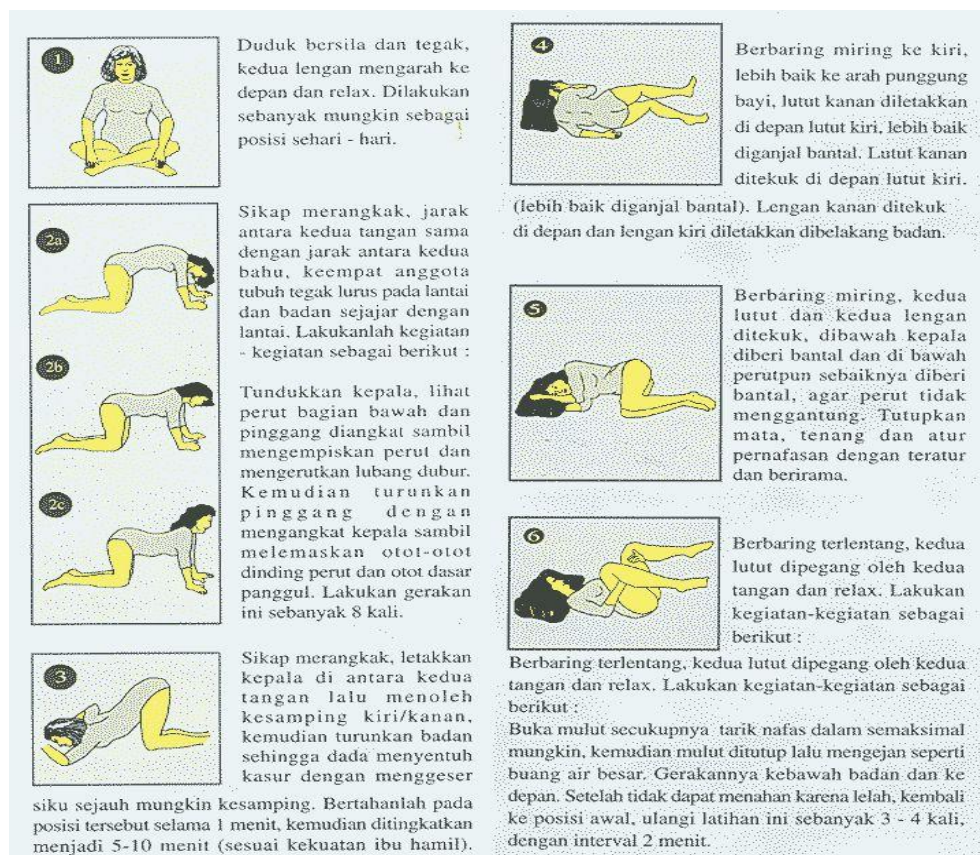 1
Duduk bersila dan tegak,
kedua lengan mengarah ke
depan dan relax. Dilakukan
sebanyak mungkin sebagai
posisi sehari - hari.
2a
2b
2c
Sikap merangkak, jarak
antara kedua tangan sama
dengan jarak antara kedua
bahu, keempat anggota
tubuh tegak lurus pada lantai
dan badan sejajar dengan
lantai. Lakukanlah kegiatan
- kegiatan sebagai berikut :
Tundukkan kepala, lihat
perut bagian bawah dan
pinggang diangkat sambil
mengempiskan perut dan
mengerutkan lubang dubur.
Kemudian turunkan
pinggang dengan
mengangkat kepala sambil
melemaskan otot-otot
dinding perut dan otot dasar
panggul. Lakukan gerakan
ini sebanyak 8 kali.
3
Sikap merangkak, letakkan
kepala di antara kedua
tangan lalu menoleh
kesamping kiri/kanan,
kemudian turunkan badan
sehingga dada menyentuh
kasur dengan menggeser
siku sejauh mungkin kesamping. Bertahanlah pada
posisi tersebut selama 1 menit, kemudian ditingkatkan
menjadi 5-10 menit (sesuai kekuatan ibu hamil).
4
Berbaring miring ke kiri,
lebih baik ke arah punggung
bayi, lutut kanan diletakkan
di depan lutut kiri, lebih baik
diganjal bantal. Lutut kanan
ditekuk di depan lutut kiri.
(lebih baik diganjal bantal). Lengan kanan ditekuk
di depan dan lengan kiri diletakkan dibelakang badan.
5
Berbaring miring, kedua
lutut dan kedua lengan
ditekuk, dibawah kepala
diberi bantal dan di bawah
perutpun sebaiknya diberi
bantal, agar perut tidak
menggantung. Tutupkan
mata, tenang dan atur
pernafasan dengan teratur
dan berirama.
6
Berbaring terlentang, kedua
lutut dipegang oleh kedua
tangan dan relax. Lakukan
kegiatan-kegiatan sebagai
berikut :
Berbaring terlentang, kedua lutut dipegang oleh kedua
tangan dan relax. Lakukan kegiatan-kegiatan sebagai
berikut :
Buka mulut secukupnya tarik nafas dalam semaksimal
mungkin, kemudian mulut ditutup lalu mengejan seperti
buang air besar. Gerakannya kebawah badan dan ke
depan. Setelah tidak dapat menahan karena lelah, kembali
ke posisi awal, ulangi latihan ini sebanyak 3 - 4 kali,
dengan interval 2 menit.